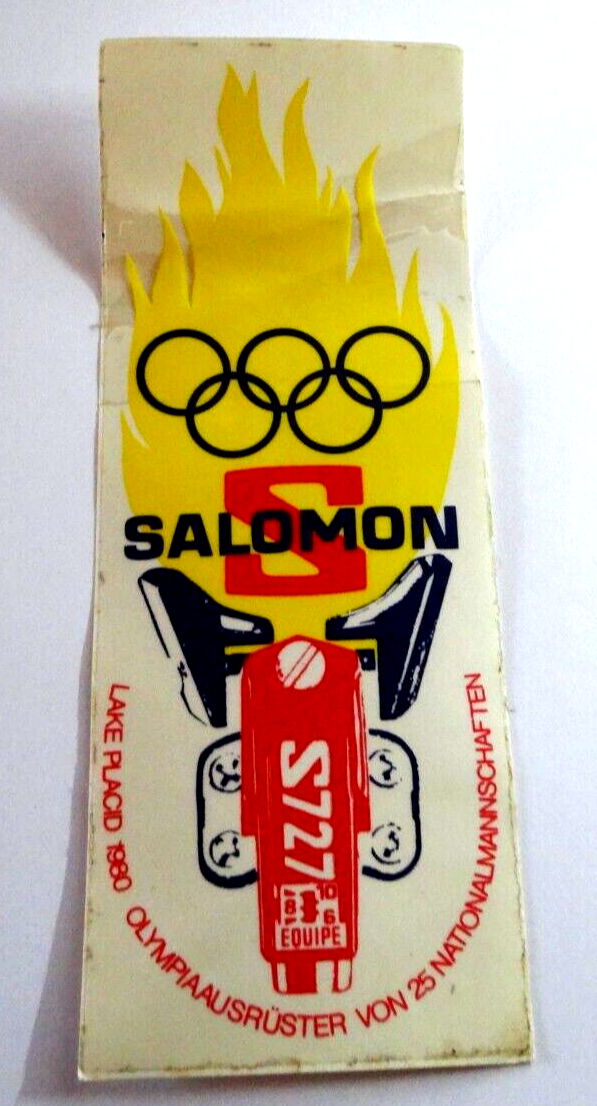 S
SALOMON
S727
8 10
6
EQUIPE
LAKE PLACID 1980 OLYMPIAAUSRÜSTER VON 25 NATIONALMANNSCHAFTEN